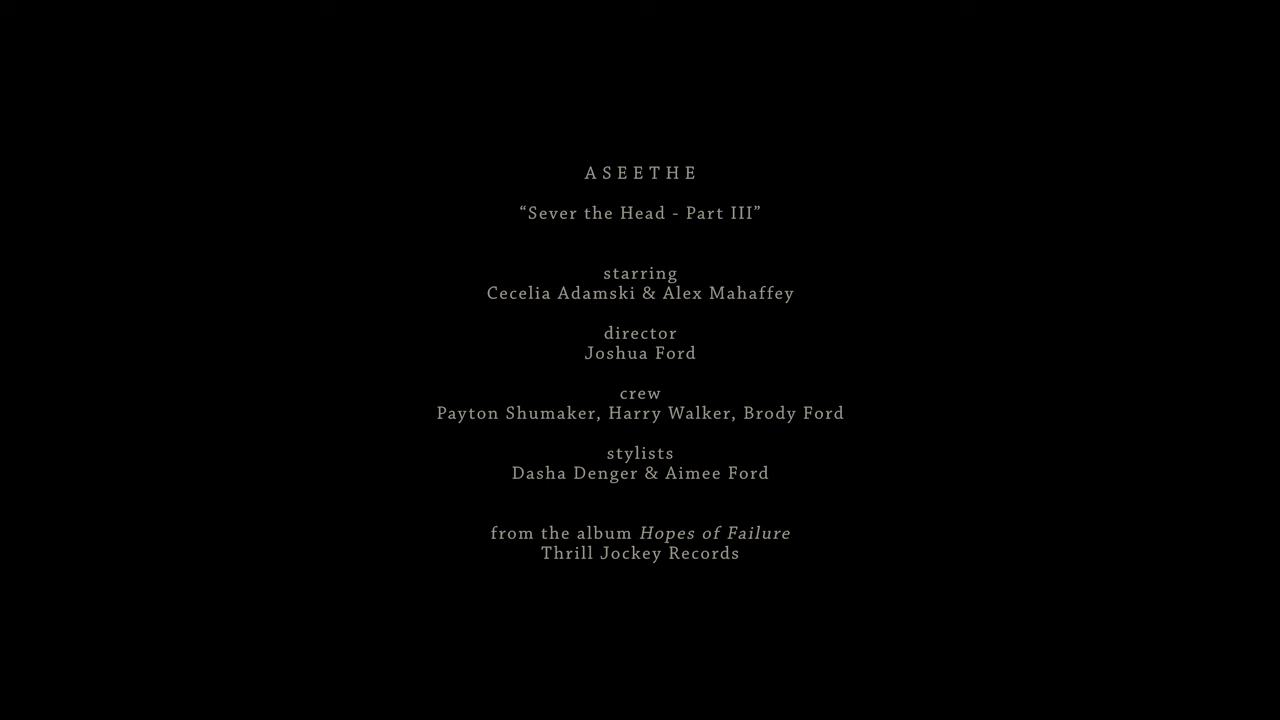 ASEETHE
“Sever the Head - Part III”
starring
Cecelia Adamski & Alex Mahaffey
director
Joshua Ford
crew
Payton Shumaker, Harry Walker, Brody Ford
stylists
Dasha Denger & Aimee Ford
from the album Hopes of Failure
Thrill Jockey Records